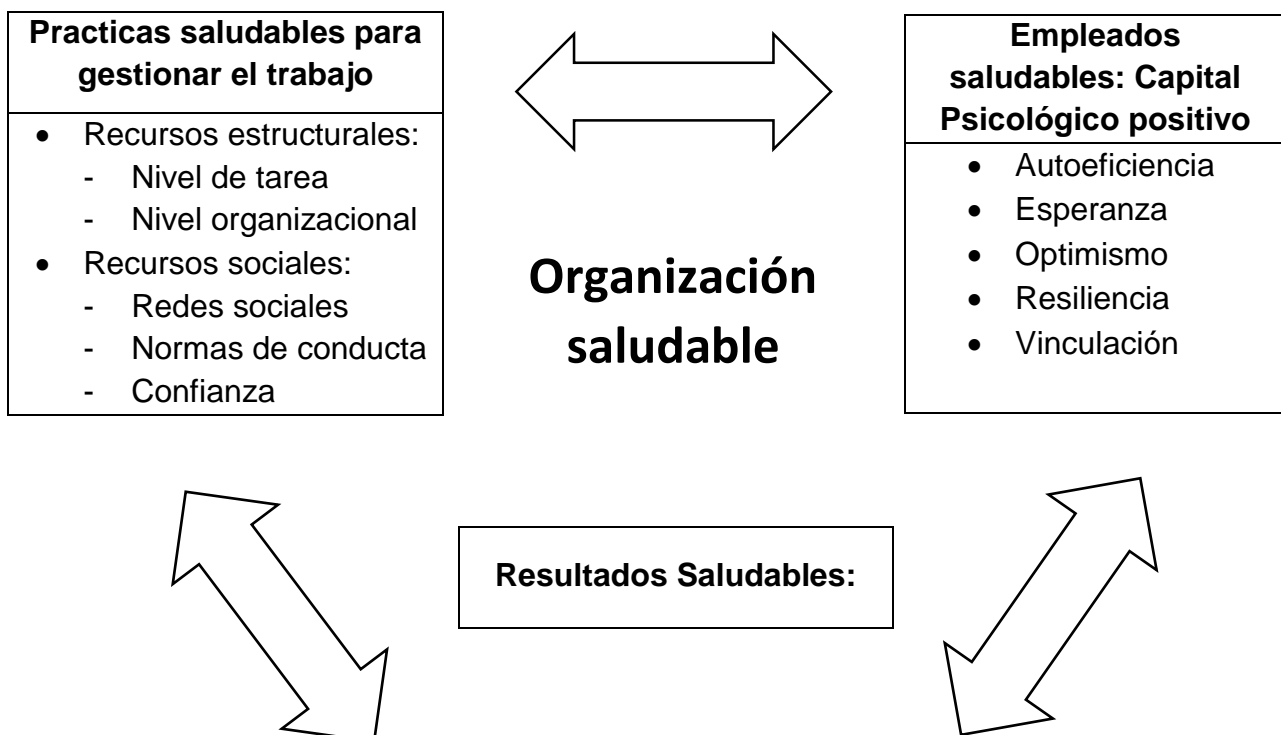 Practicas saludables para
gestionar el trabajo
• Recursos estructurales:
- Nivel de tarea
- Nivel organizacional
• Recursos sociales:
- Redes sociales
- Normas de conducta
- Confianza
Organización
saludable
Empleados
saludables: Capital
Psicológico positivo
• Autoeficiencia
• Esperanza
• Optimismo
• Resiliencia
• Vinculación
Resultados Saludables: